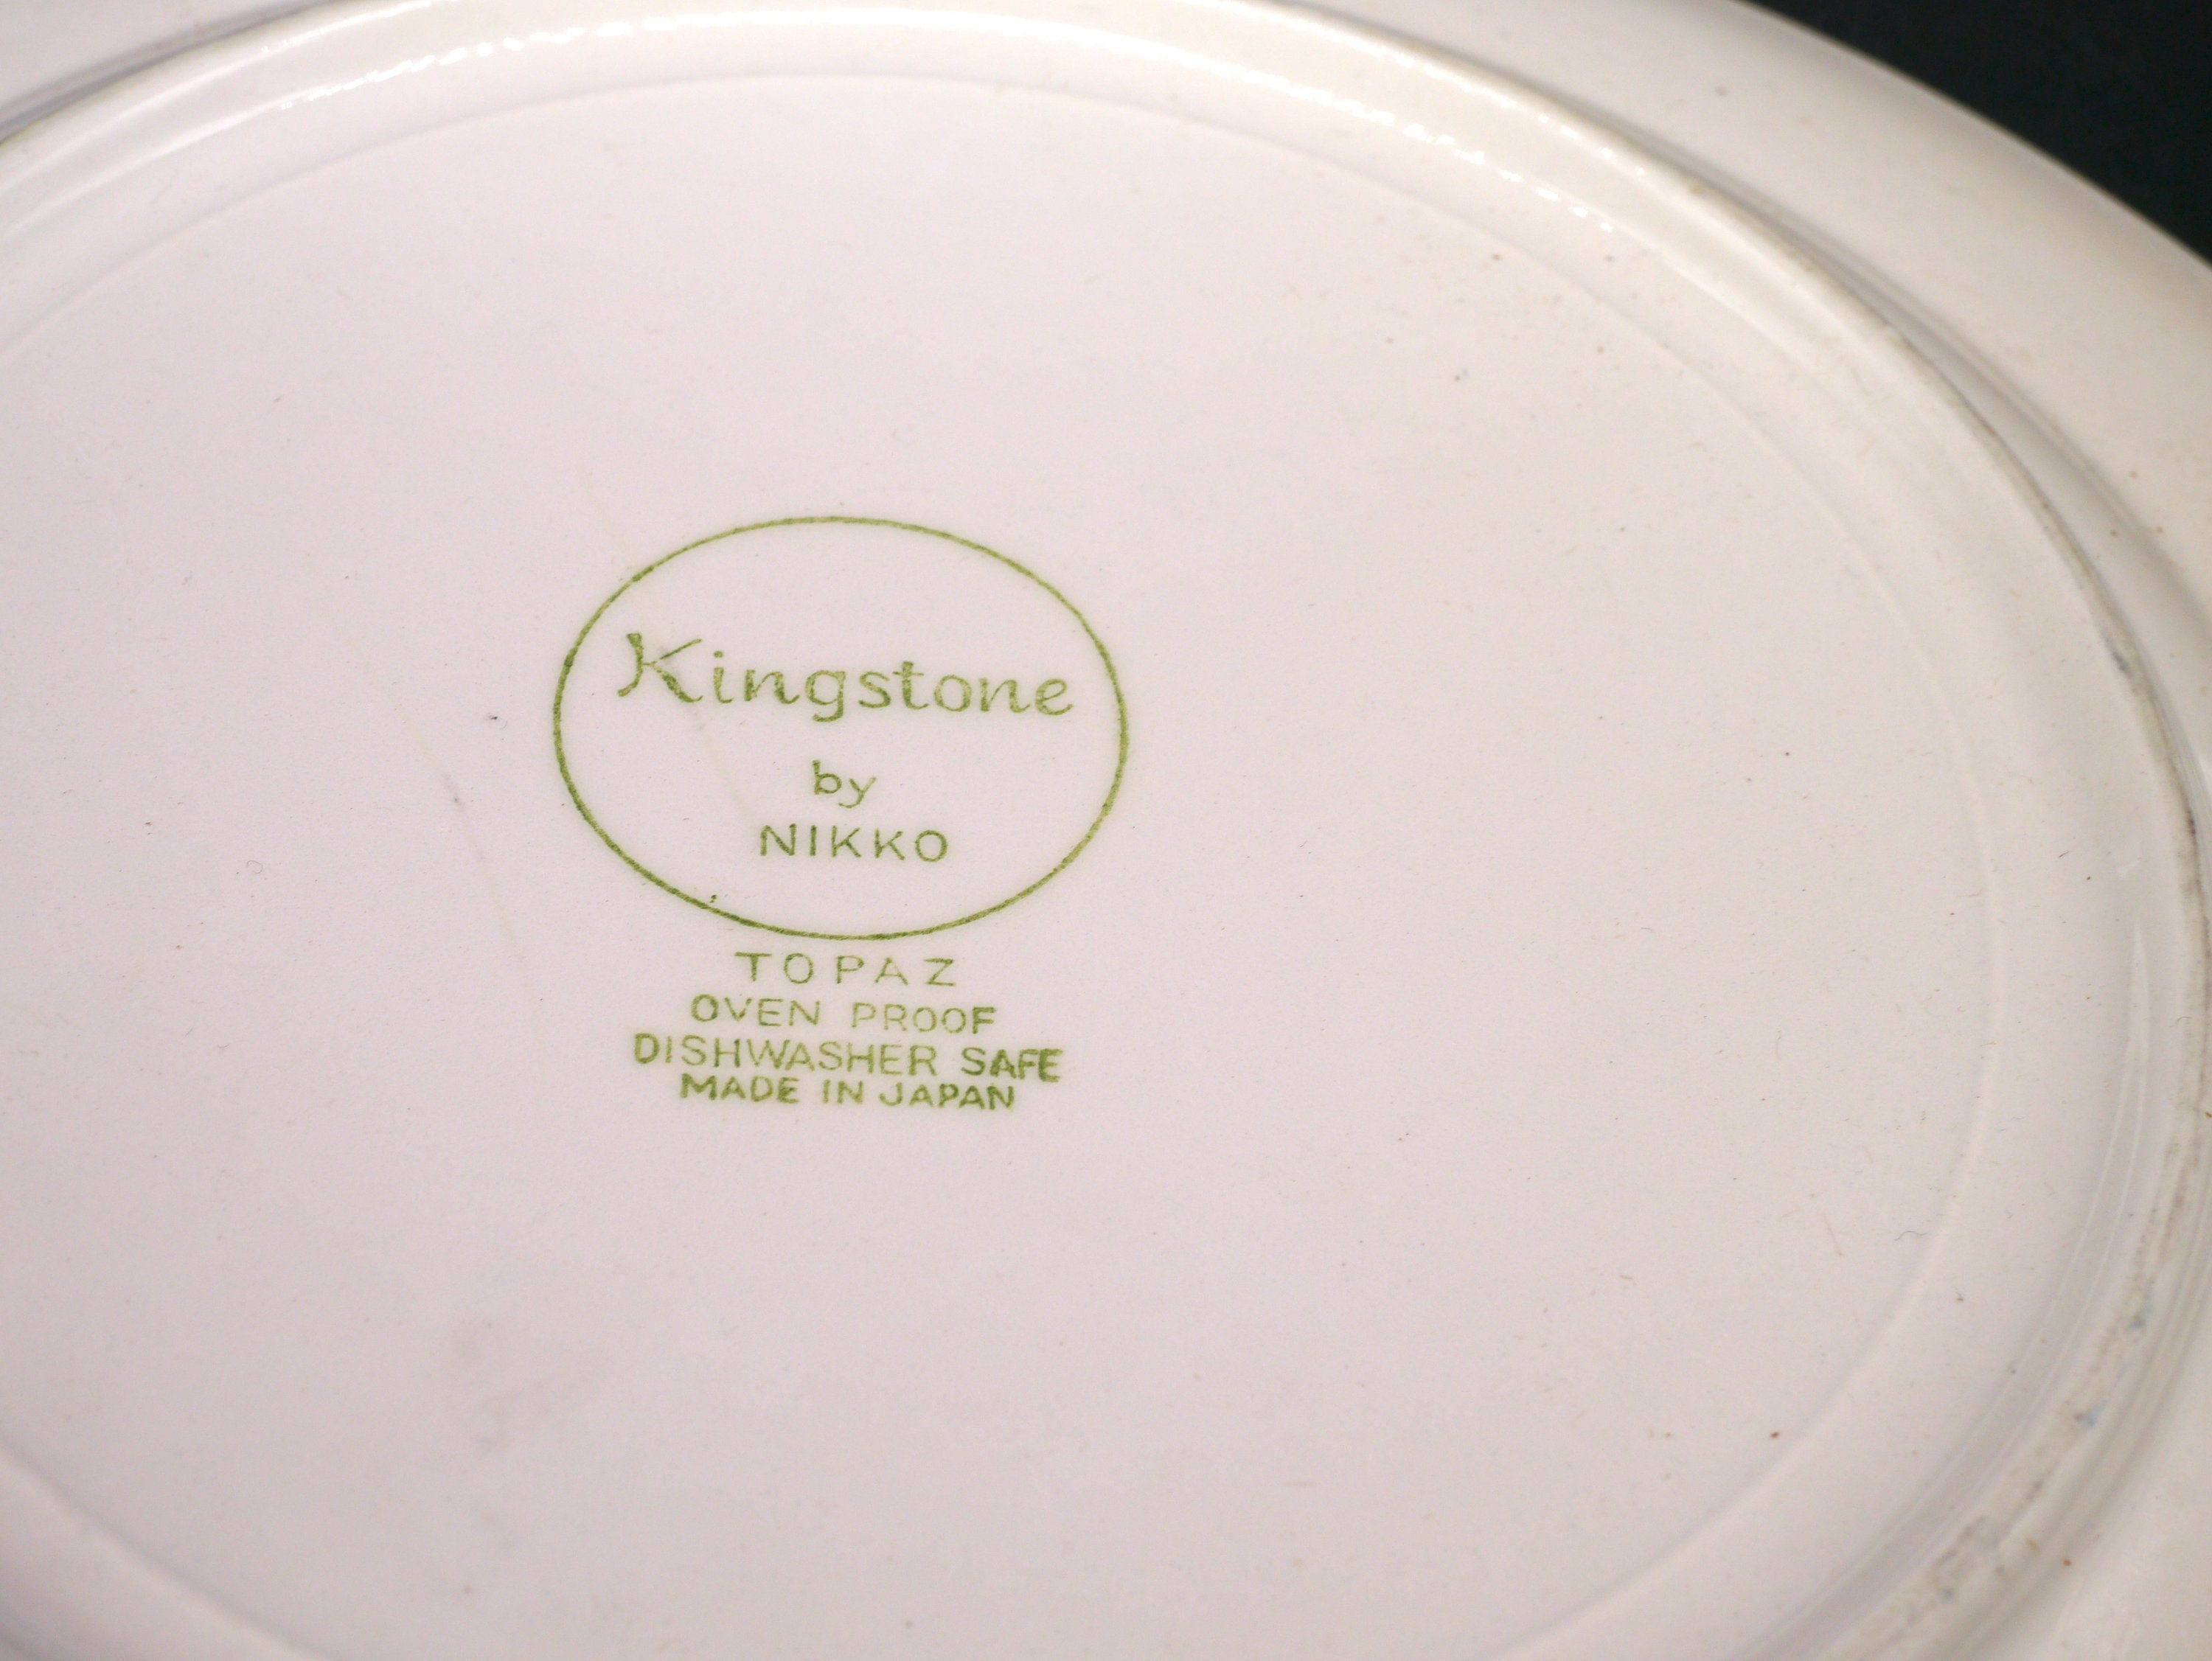 Kingstone
by
NIKKO
TOPAZ
OVEN PROOF
DISHWASHER SAFE
MADE IN JAPAN